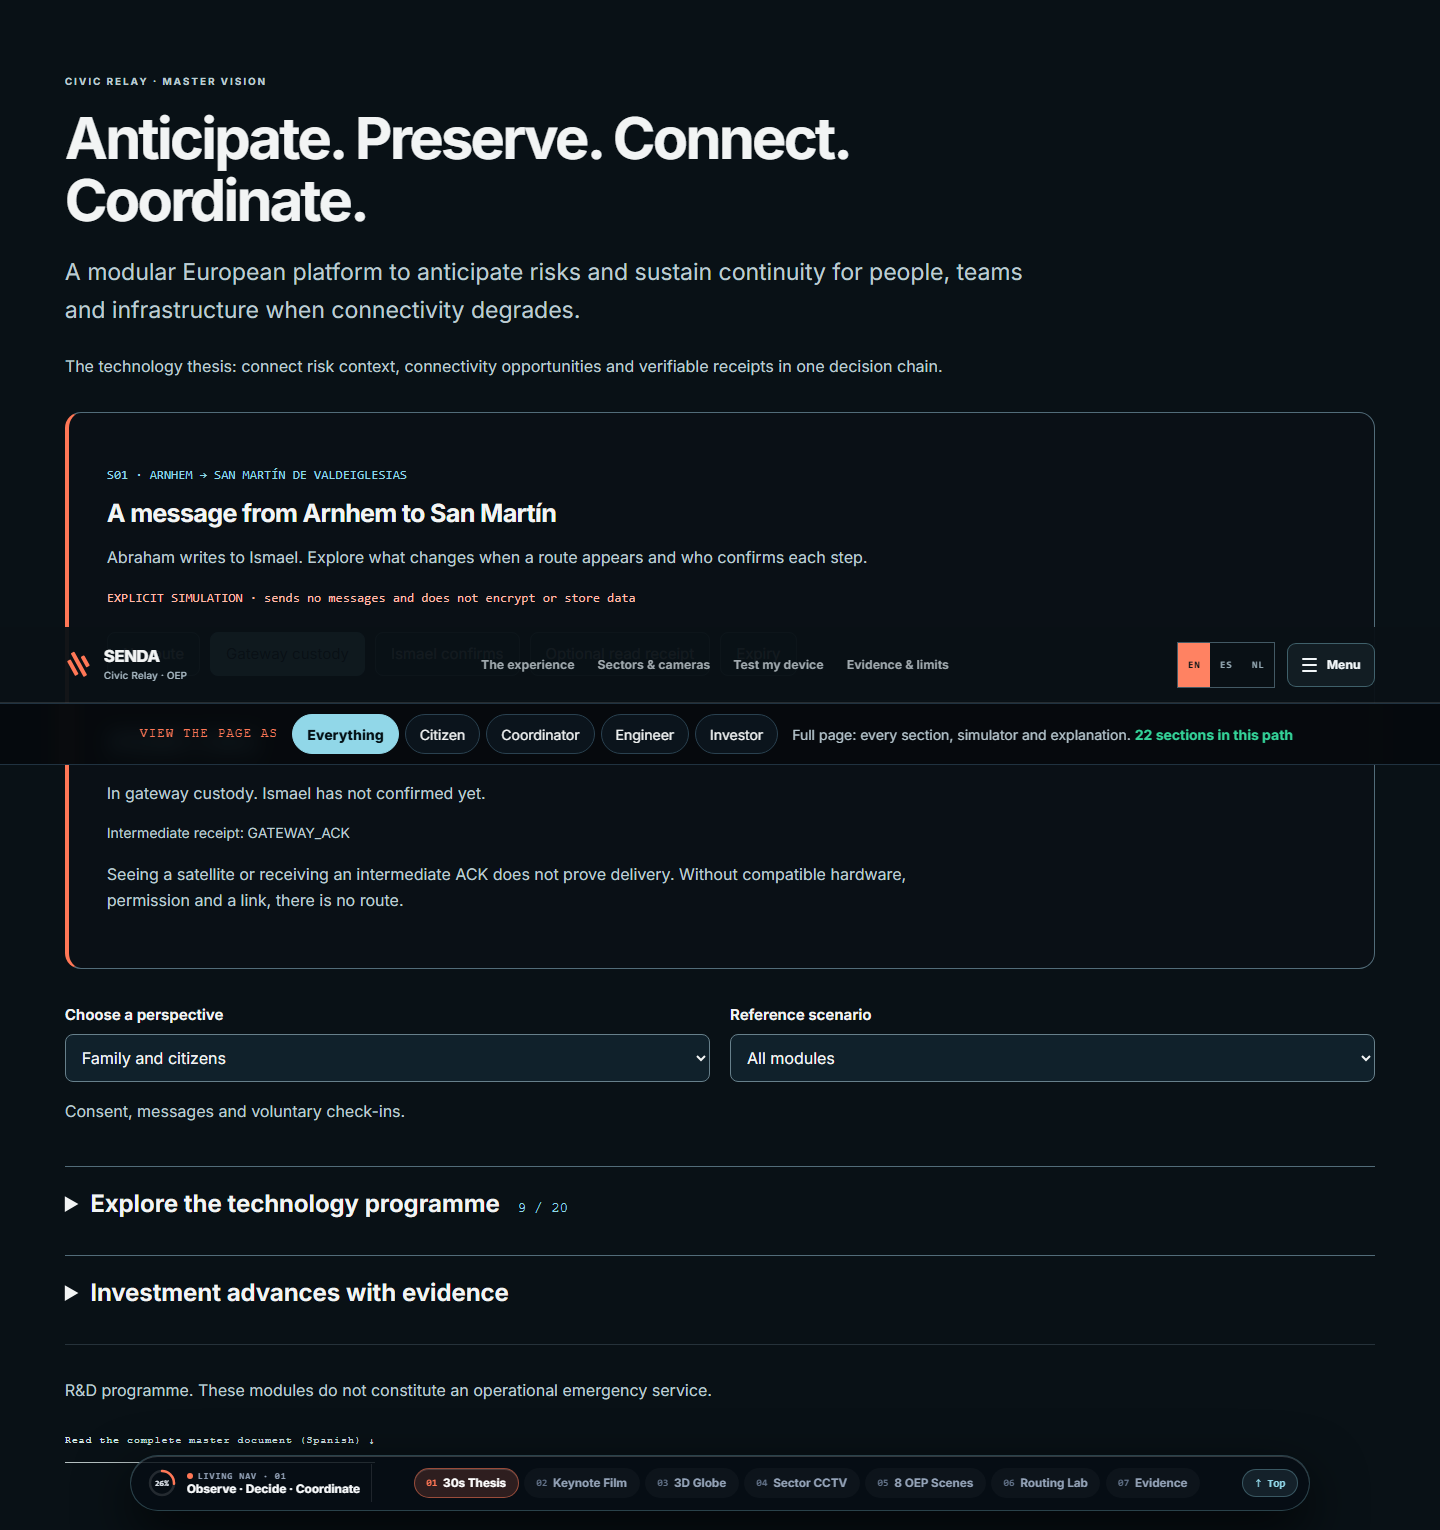 CIVIC RELAY · MASTER VISION
Anticipate. Preserve. Connect.
Coordinate.
A modular European platform to anticipate risks and sustain continuity for people, teams
and infrastructure when connectivity degrades.
The technology thesis: connect risk context, connectivity opportunities and verifiable receipts in one decision chain.
S01 · ARNHEM → SAN MARTÍN DE VALDEIGLESIAS
A message from Arnhem to San Martín
Abraham writes to Ismael. Explore what changes when a route appears and who confirms each step.
EXPLICIT SIMULATION · sends no messages and does not encrypt or store data
Gateway custody
Ismael confirms
Optional read receipt
Expiry
SENDA
Civic Relay · OEP
The experience
Sectors & cameras
Test my device
Evidence & limits
EN
ES
NL
Menu
VIEW THE PAGE AS
Everything
Citizen
Coordinator
Engineer
Investor
Full page: every section, simulator and explanation. 22 sections in this path
In gateway custody. Ismael has not confirmed yet.
Intermediate receipt: GATEWAY_ACK
Seeing a satellite or receiving an intermediate ACK does not prove delivery. Without compatible hardware,
permission and a link, there is no route.
Choose a perspective
Family and citizens
Reference scenario
All modules
Consent, messages and voluntary check-ins.
▶ Explore the technology programme 9 / 20
▶ Investment advances with evidence
R&D programme. These modules do not constitute an operational emergency service.
Read the complete master document (Spanish) ↓
26%
LIVING NAV · 01
Observe · Decide · Coordinate
01 30s Thesis
02 Keynote Film
03 3D Globe
04 Sector CCTV
05 8 OEP Scenes
06 Routing Lab
07 Evidence
↑ Top